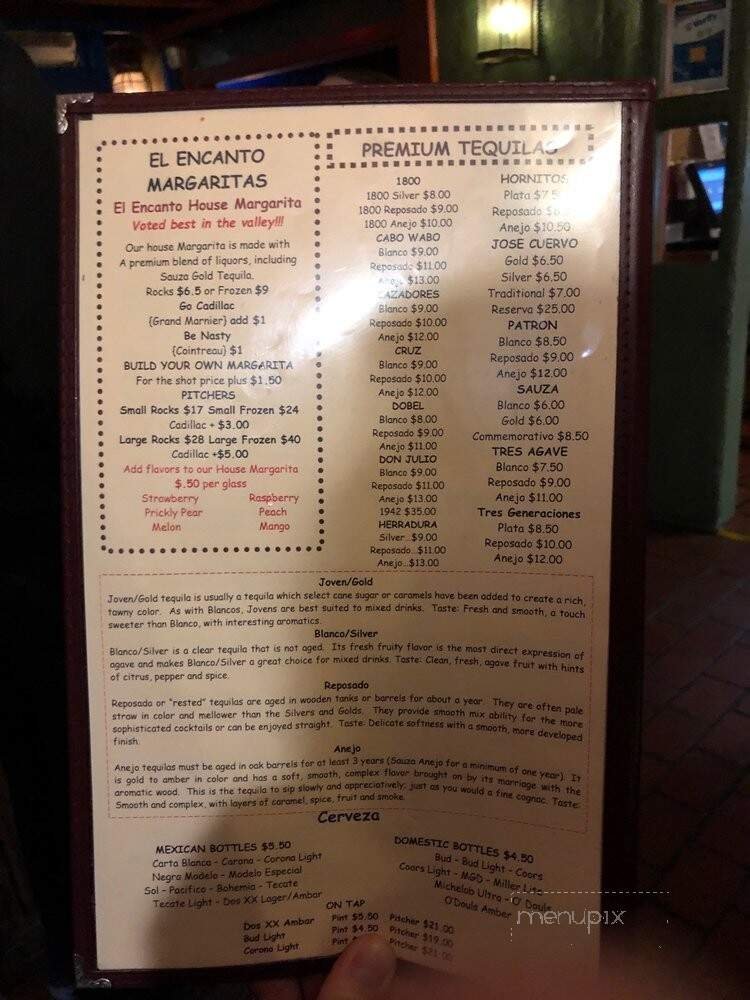 EL ENCANTO
MARGARITAS
El Encanto House Margarita
Voted best in the valley!!!
Our house Margarita is made with
A premium blend of liquors, including
Sauza Gold Tequila.
Rocks $6.5 or Frozen $9
Go Cadillac
{Grand Marnier} add $1
Be Nasty
{Cointreau} $1
BUILD YOUR OWN MARGARITA
For the shot price plus $1.50
PITCHERS
Small Rocks $17 Small Frozen $24
Cadillac + $3.00
Large Rocks $28 Large Frozen $40
Cadillac +$5.00
Add flavors to our House Margarita
$.50 per glass
Strawberry Raspberry
Prickly Pear Peach
Melon Mango
PREMIUM TEQUILAS
1800
1800 Silver $8.00
1800 Reposado $9.00
1800 Anejo $10.00
CABO WABO
Blanco $9.00
Reposado $11.00
Anejo $13.00
CAZADORES
Blanco $9.00
Reposado $10.00
Anejo $12.00
CRUZ
Blanco $9.00
Reposado $10.00
Anejo $12.00
DOBEL
Blanco $8.00
Reposado $9.00
Anejo $11.00
DON JULIO
Blanco $9.00
Reposado $11.00
Anejo $13.00
1942 $35.00
HERRADURA
Silver..$9.00
Reposado...$11.00
Anejo...$13.00
HORNITOS
Plata
Reposado
Anejo $10.50
JOSE CUERVO
Gold $6.50
Silver $6.50
Traditional $7.00
Reserva $25.00
PATRON
Blanco $8.50
Reposado $9.00
Anejo $12.00
SAUZA
Blanco $6.00
Gold $6.00
Commemorativo $8.50
TRES AGAVE
Blanco $7.50
Reposado $9.00
Anejo $11.00
Tres Generaciones
Plata $8.50
Reposado $10.00
Anejo $12.00
Joven/Gold
Joven/Gold tequila is usually a tequila which select cane sugar or caramels have been added to create a rich,
tawny color. As with Blancos, Jovens are best suited to mixed drinks. Taste: Fresh and smooth, a touch
sweeter than Blanco, with interesting aromatics.
Blanco/Silver
Blanco/Silver is a clear tequila that is not aged. Its fresh fruity flavor is the most direct expression of
agave and makes Blanco/Silver a great choice for mixed drinks. Taste: Clean, fresh, agave fruit with hints
of citrus, pepper and spice.
Reposado
Reposado or "rested" tequilas are aged in wooden tanks or barrels for about a year. They are often pale
straw in color and mellower than the Silvers and Golds. They provide smooth mix ability for the more
sophisticated cocktails or can be enjoyed straight. Taste: Delicate softness with a smooth, more developed
finish.
Anejo
Anejo tequilas must be aged in oak barrels for at least 3 years (Sauza Anejo for a minimum of one year). It
is gold to amber in color and has a soft, smooth, complex flavor brought on by its marriage with the
aromatic wood. This is the tequila to sip slowly and appreciatively; just as you would a fine cognac. Taste:
Smooth and complex, with layers of caramel, spice, fruit and smoke.
Cerveza
MEXICAN BOTTLES $5.50
Carta Blanca - Corona - Corona Light
Negra Modelo - Modelo Especial
Sol - Pacifico - Bohemia - Tecate
Tecate Light - Dos XX Lager/Ambar
DOMESTIC BOTTLES $4.50
Bud - Bud Light - Coors
Coors Light - MGD - Miller Lite
Michelob Ultra - O' Douls
O'Douls Amber
ON TAP
Dos XX Ambar Pint $5.50 Pitcher $21.00
Bud Light Pint $4.50 Pitcher $19.00
Corona Light Pint Pitcher $21.00
menupix